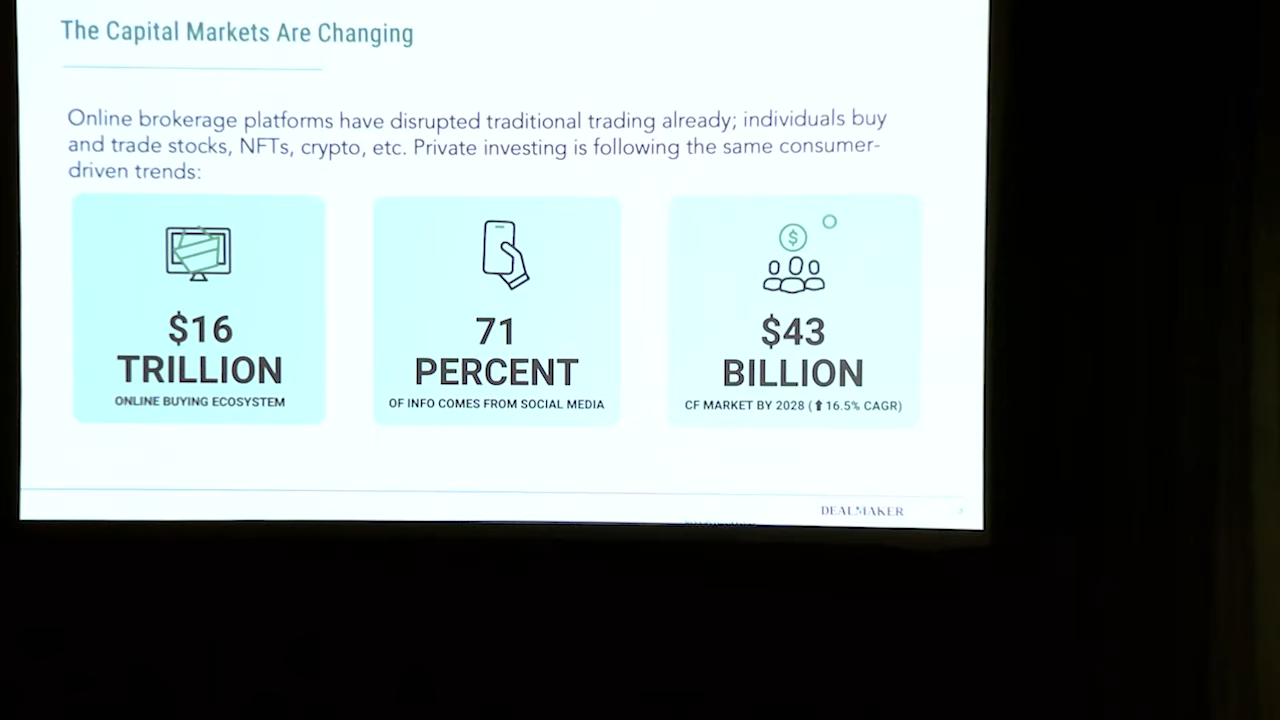 The Capital Markets Are Changing
Online brokerage platforms have disrupted traditional trading already; individuals buy
and trade stocks, NFTs, crypto, etc. Private investing is following the same consumer-
driven trends:
$16
TRILLION
ONLINE BUYING ECOSYSTEM
71
PERCENT
OF INFO COMES FROM SOCIAL MEDIA
$
$43
BILLION
CF MARKET BY 2028 (⬆16.5% CAGR)
DEALMAKER